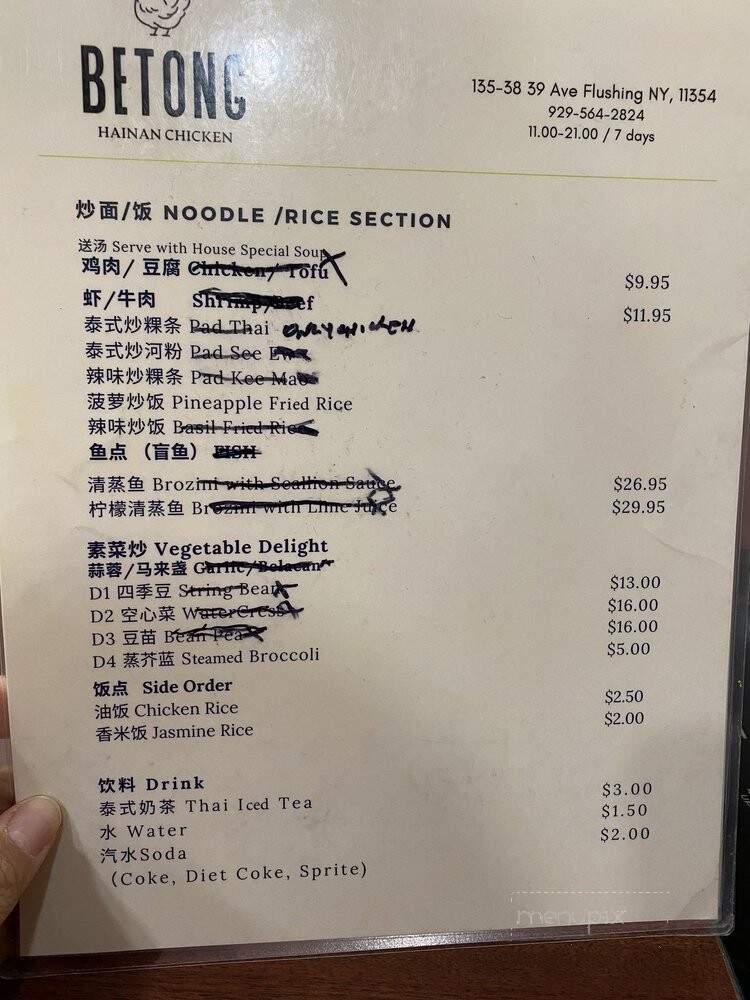 BETONG
HAINAN CHICKEN
135-38 39 Ave Flushing NY, 11354
929-564-2824
11.00-21.00 / 7 days
炒面/饭 NOODLE /RICE SECTION
送汤 Serve with House Special Soup
鸡肉/ 豆腐 Chicken/ Tofu $9.95
虾/牛肉 Shrimp/Beef $11.95
泰式炒粿条 Pad Thai ONLY CHICKEN
泰式炒河粉 Pad See Ewe
辣味炒粿条 Pad Kee Mao
菠萝炒饭 Pineapple Fried Rice
辣味炒饭 Basil Fried Rice
鱼点 （盲鱼） FISH
清蒸鱼 Brozini with Scallion Sauce $26.95
柠檬清蒸鱼 Brozini with Lime Juice $29.95
素菜炒 Vegetable Delight
蒜蓉/马来盏 Garlic/Belacan
D1 四季豆 String Bean $13.00
D2 空心菜 WaterCress $16.00
D3 豆苗 Bean Pea $16.00
D4 蒸芥蓝 Steamed Broccoli $5.00
饭点 Side Order
油饭 Chicken Rice $2.50
香米饭 Jasmine Rice $2.00
饮料 Drink
泰式奶茶 Thai Iced Tea $3.00
水 Water $1.50
汽水Soda $2.00
(Coke, Diet Coke, Sprite)
menupix